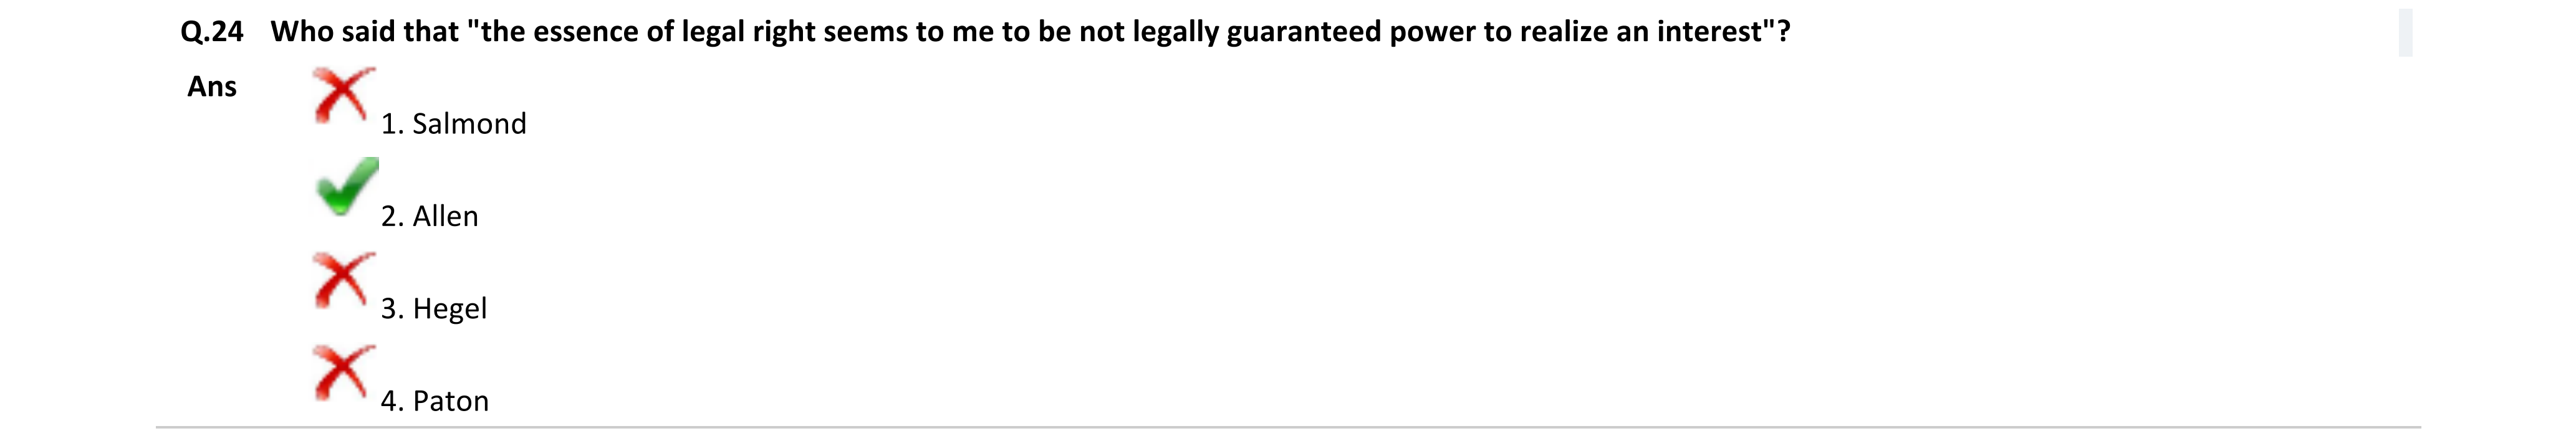 Q.24 Who said that "the essence of legal right seems to me to be not legally guaranteed power to realize an interest"?
Ans
1. Salmond
2. Allen
3. Hegel
4. Paton